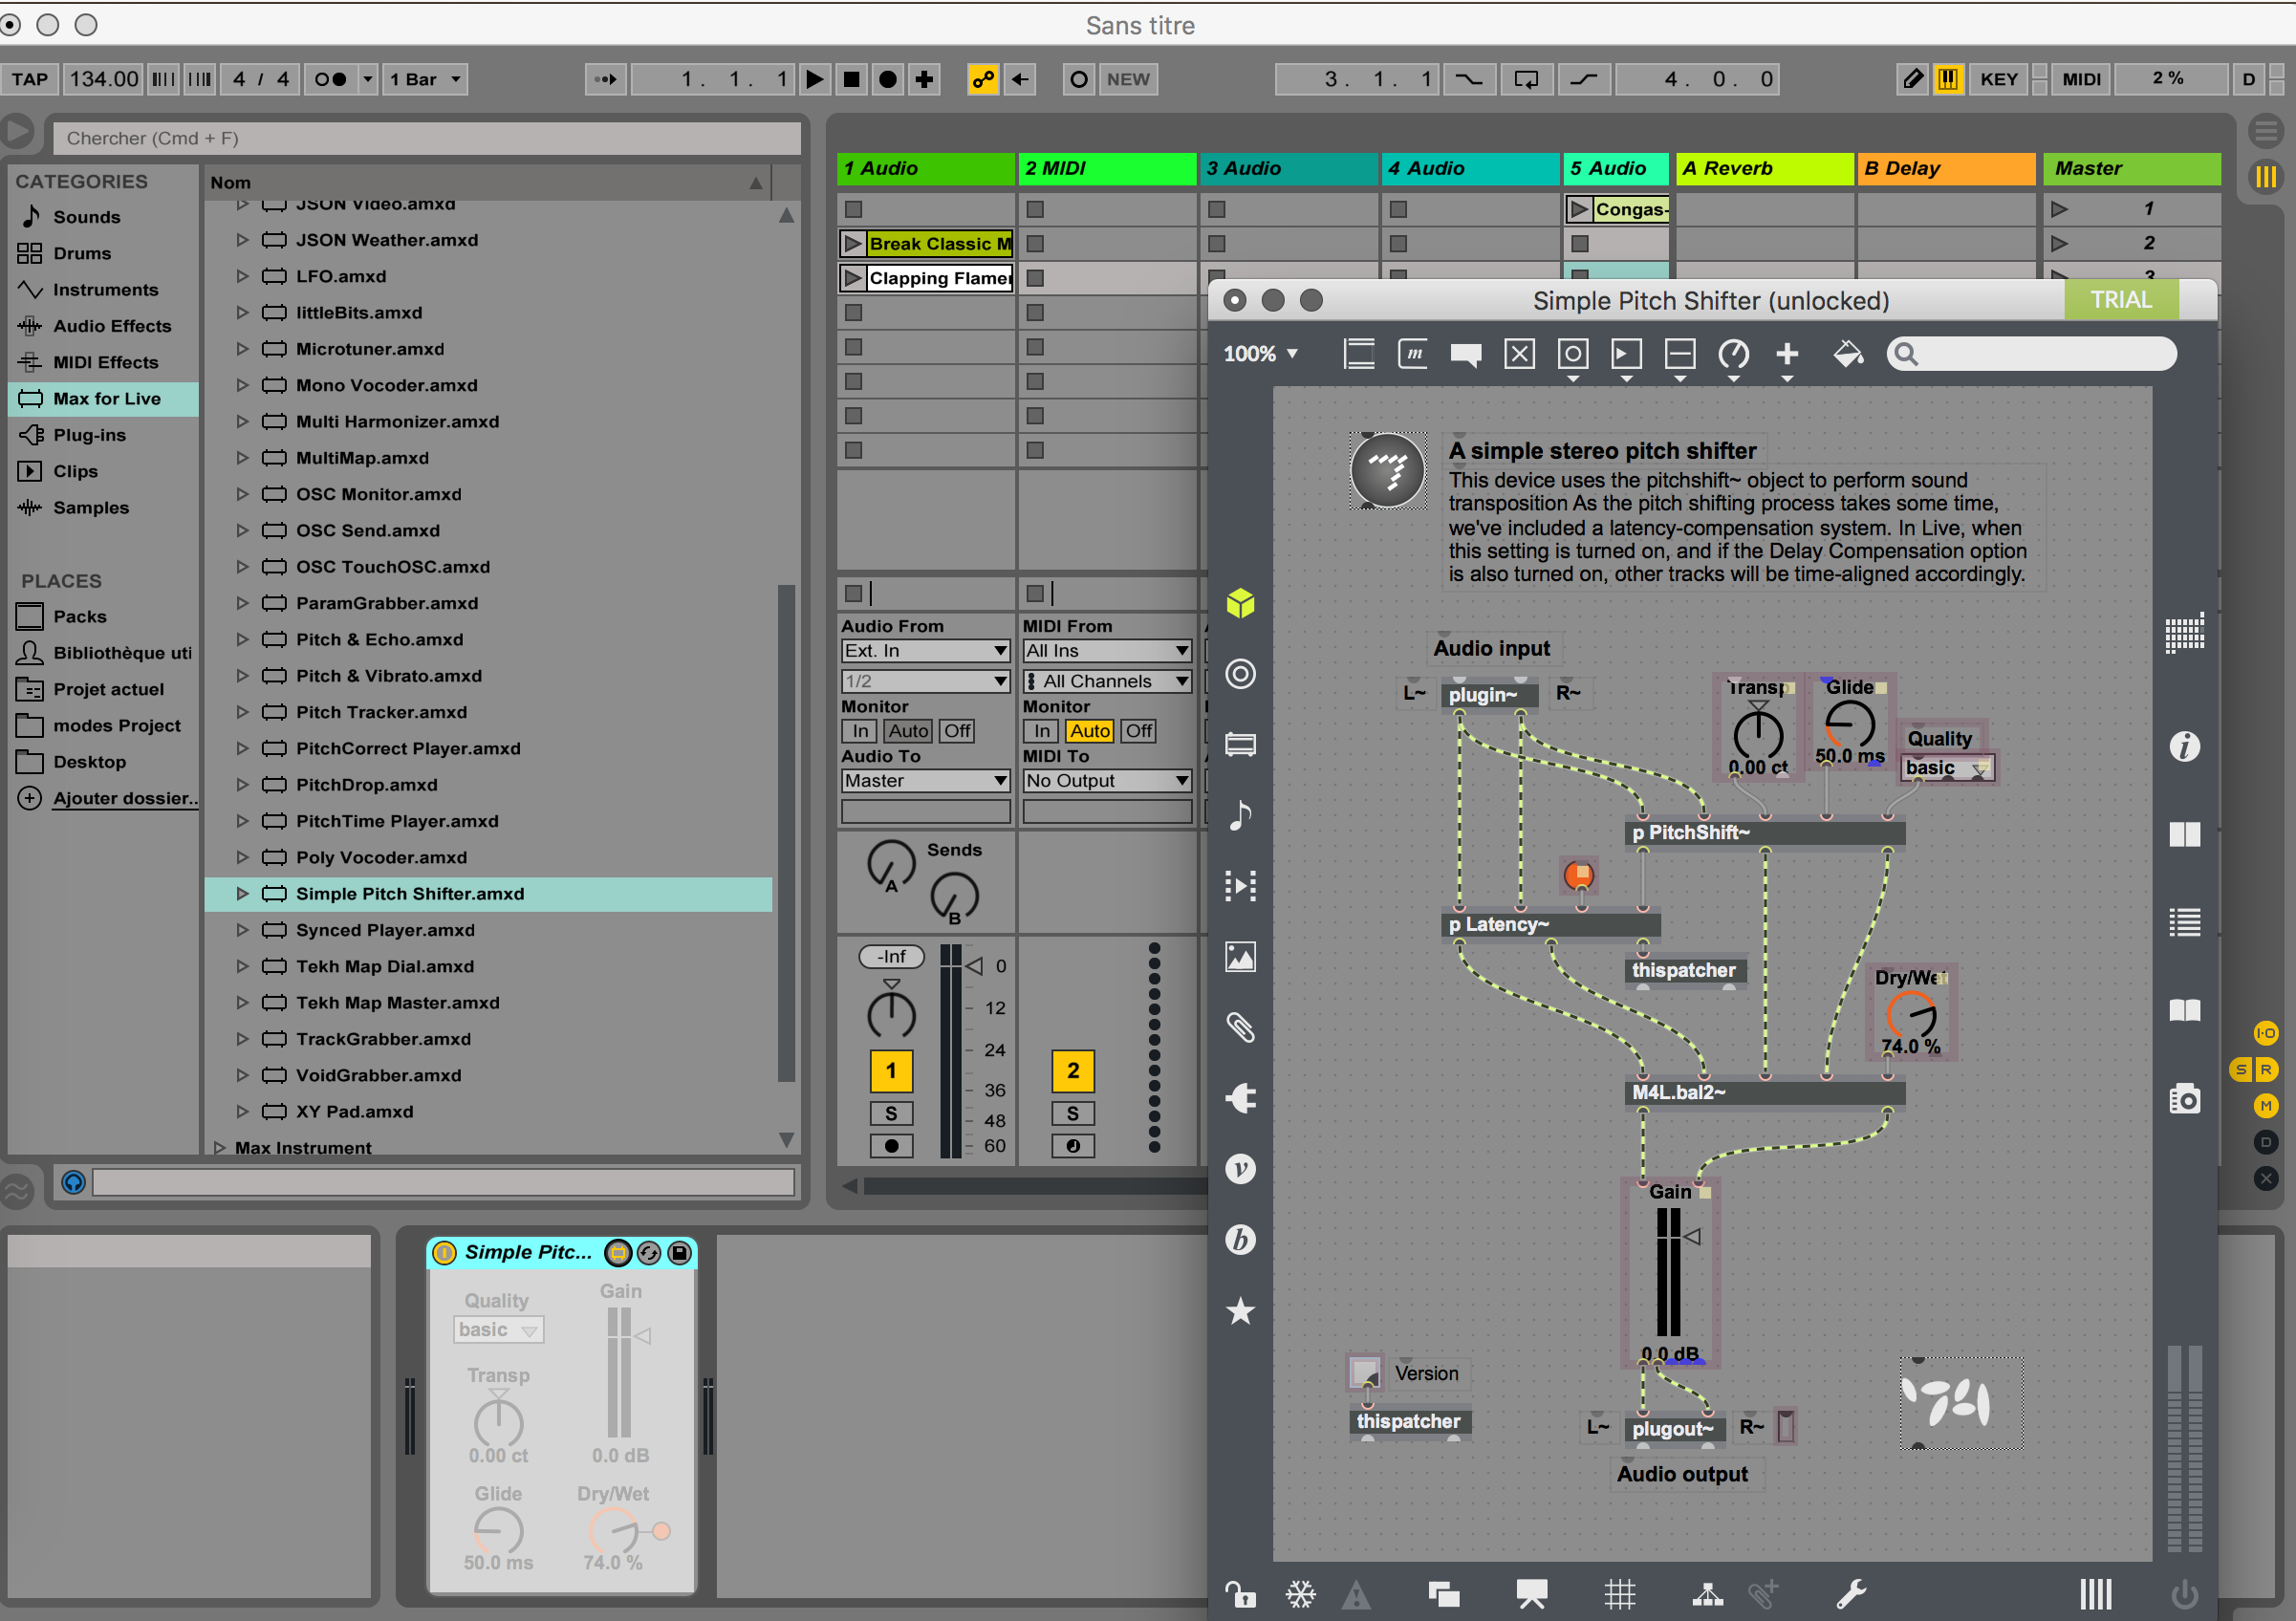 Sans titre
TAP 134.00 4 / 4 1 Bar 1. 1. 1 NEW 3. 1. 1 4. 0. 0 KEY MIDI 2 % D
Chercher (Cmd + F)
CATEGORIES
Sounds
Drums
Instruments
Audio Effects
MIDI Effects
Max for Live
Plug-ins
Clips
Samples
PLACES
Packs
Bibliothèque uti
Projet actuel
modes Project
Desktop
Ajouter dossier..
Nom
JSON Video.amxd
JSON Weather.amxd
LFO.amxd
littleBits.amxd
Microtuner.amxd
Mono Vocoder.amxd
Multi Harmonizer.amxd
MultiMap.amxd
OSC Monitor.amxd
OSC Send.amxd
OSC TouchOSC.amxd
ParamGrabber.amxd
Pitch & Echo.amxd
Pitch & Vibrato.amxd
Pitch Tracker.amxd
PitchCorrect Player.amxd
PitchDrop.amxd
PitchTime Player.amxd
Poly Vocoder.amxd
Simple Pitch Shifter.amxd
Synced Player.amxd
Tekh Map Dial.amxd
Tekh Map Master.amxd
TrackGrabber.amxd
VoidGrabber.amxd
XY Pad.amxd
Max Instrument
1 Audio 2 MIDI 3 Audio 4 Audio 5 Audio A Reverb B Delay Master
Congas- 1
Break Classic M 2
Clapping Flame 3
Audio From MIDI From
Ext. In All Ins
1/2 All Channels
Monitor Monitor
In Auto Off In Auto Off
Audio To MIDI To
Master No Output
Sends
A
B
-Inf 0
12
24
1 2
36
S S
48
60
Simple Pitch Shifter (unlocked) TRIAL
100% m
A simple stereo pitch shifter
This device uses the pitchshift~ object to perform sound
transposition As the pitch shifting process takes some time,
we've included a latency-compensation system. In Live, when
this setting is turned on, and if the Delay Compensation option
is also turned on, other tracks will be time-aligned accordingly.
Audio input
L~ plugin~ R~
Transp Glide
Quality
0.00 ct 50.0 ms basic
p PitchShift~
p Latency~
thispatcher
Dry/Wet
74.0 %
M4L.bal2~
Gain
0.0 dB
Version
thispatcher
L~ plugout~ R~
Audio output
i
v
b
I·O
S R
M
D
X
Simple Pitc...
Quality Gain
basic
Transp
0.00 ct 0.0 dB
Glide Dry/Wet
50.0 ms 74.0 %